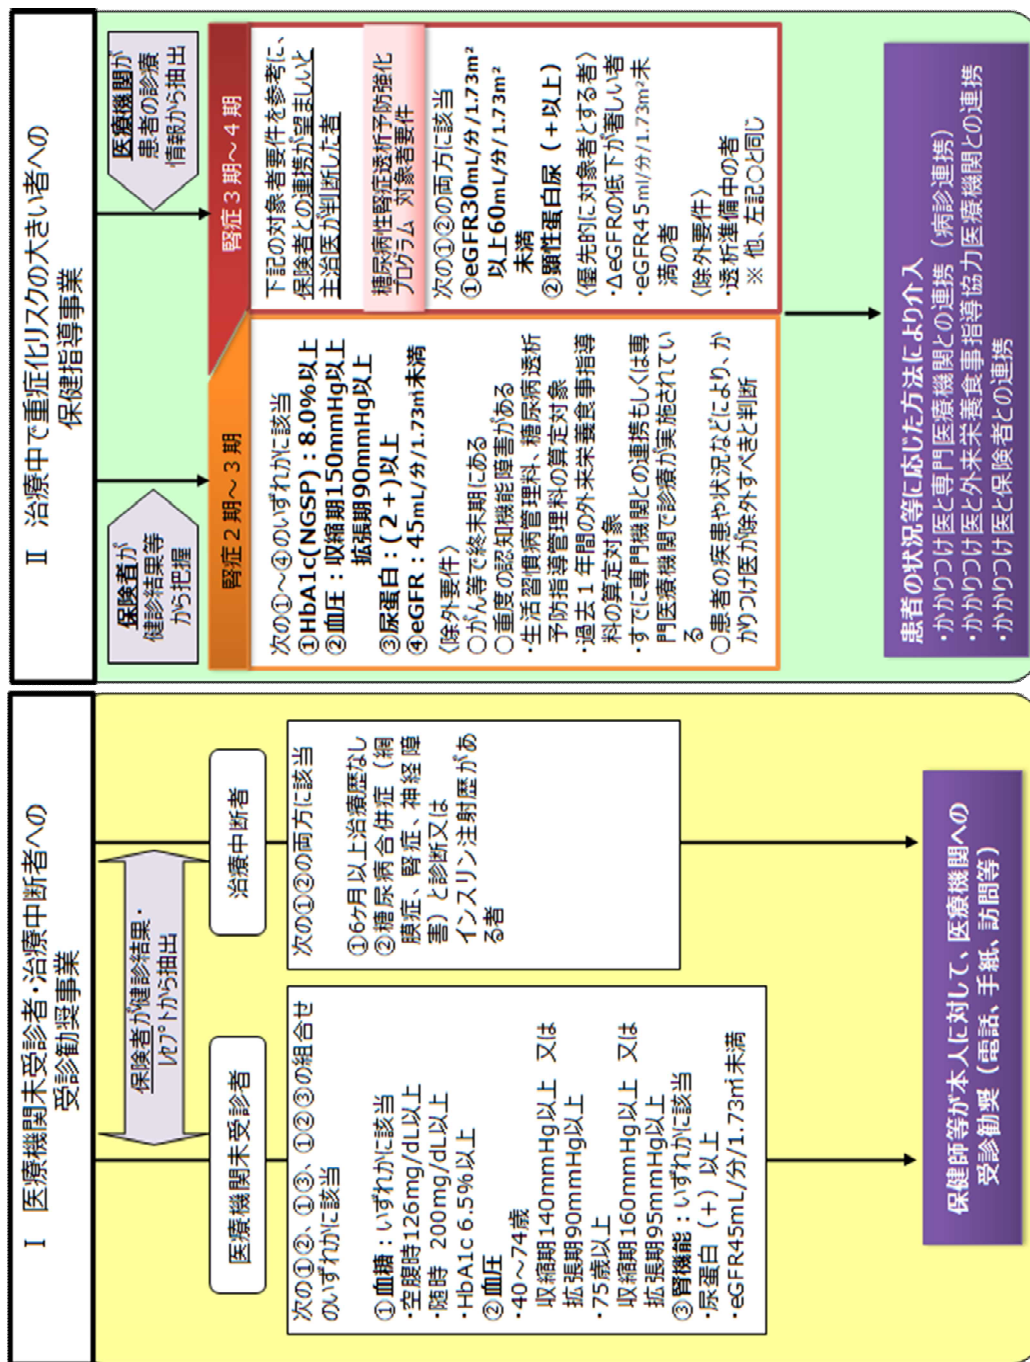 Ⅰ 医療機関未受診者・治療中断者への
受診勧奨事業
保険者が健診結果・
ﾚｾﾌﾟﾄから抽出
医療機関未受診者
次の①②、①③、①②③の組合せ
のいずれかに該当
①血糖：いずれかに該当
・空腹時126mg/dL以上
・随時 200mg/dL以上
・HbA1c 6.5%以上
②血圧
・40～74歳
収縮期140mmHg以上 又は
拡張期90mmHg以上
・75歳以上
収縮期160mmHg以上 又は
拡張期95mmHg以上
③腎機能：いずれかに該当
・尿蛋白（+）以上
・eGFR45mL/分/1.73㎡未満
治療中断者
次の①②の両方に該当
①6ヶ月以上治療歴なし
②糖尿病合併症（網
膜症、腎症、神経障
害）と診断又は
インスリン注射歴があ
る者
保健師等が本人に対して、医療機関への
受診勧奨（電話、手紙、訪問等）
Ⅱ 治療中で重症化リスクの大きい者への
保健指導事業
保険者が
健診結果等
から把握
医療機関が
患者の診療
情報から抽出
腎症２期～３期
次の①～④のいずれかに該当
①HbA1c(NGSP)：8.0%以上
②血圧：収縮期150mmHg以上
拡張期90mmHg以上
③尿蛋白：(２+)以上
④eGFR：45mL/分/1.73㎡未満
〈除外要件〉
○がん等で終末期にある
○重度の認知機能障害がある
・生活習慣病管理料、糖尿病透析
予防指導管理料の算定対象
・過去１年間の外来栄養食事指導
料の算定対象
・すでに専門機関との連携もしくは専
門医療機関で診療が実施されてい
る
○患者の疾患や状況などにより、か
かりつけ医が除外すべきと判断
腎症３期～４期
下記の対象者要件を参考に、
保険者との連携が望ましいと
主治医が判断した者
糖尿病性腎症透析予防強化
プログラム 対象者要件
次の①②の両方に該当
①eGFR30mL/分/1.73m²
以上60mL/分/1.73m²
未満
②顕性蛋白尿（+以上）
〈優先的に対象者とする者〉
・ΔeGFRの低下が著しい者
・eGFR45ml/分/1.73m²未
満の者
〈除外要件〉
・透析準備中の者
※ 他、左記○と同じ
患者の状況等に応じた方法により介入
・かかりつけ医と専門医療機関との連携（病診連携）
・かかりつけ医と外来栄養食事指導協力医療機関との連携
・かかりつけ医と保険者との連携